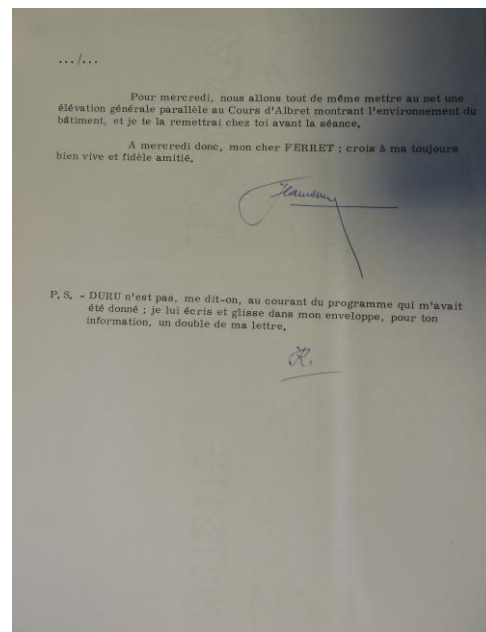 .../...
Pour mercredi, nous allons tout de même mettre au net une
élévation générale parallèle au Cours d'Albret montrant l'environnement du
bâtiment, et je te la remettrai chez toi avant la séance.
A mercredi donc, mon cher FERRET ; crois à ma toujours
bien vive et fidèle amitié.
P. S. - DURU n'est pas, me dit-on, au courant du programme qui m'avait
été donné ; je lui écris et glisse dans mon enveloppe, pour ton
information, un double de ma lettre.
R.